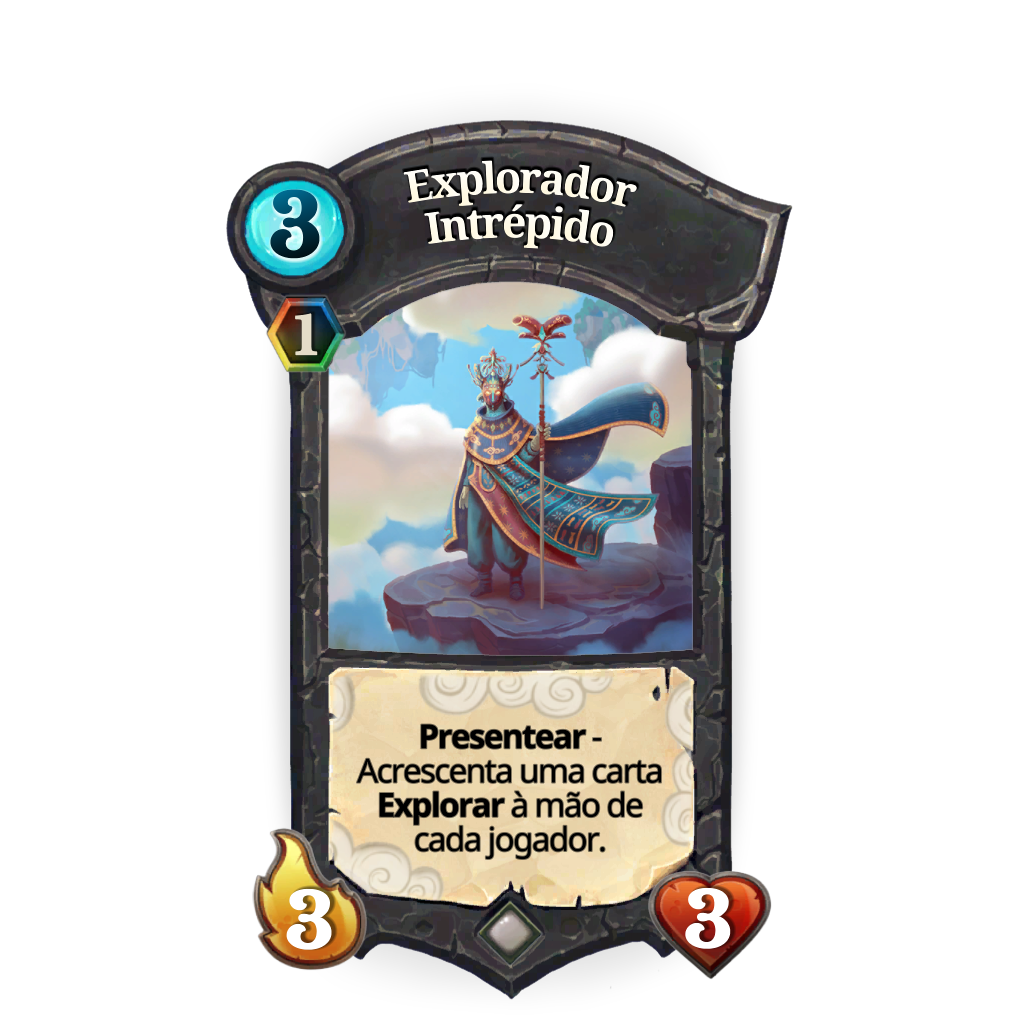 Explorador
Intrépido
3
1
Presentear -
Acrescenta uma carta
Explorar à mão de
cada jogador.
3
3